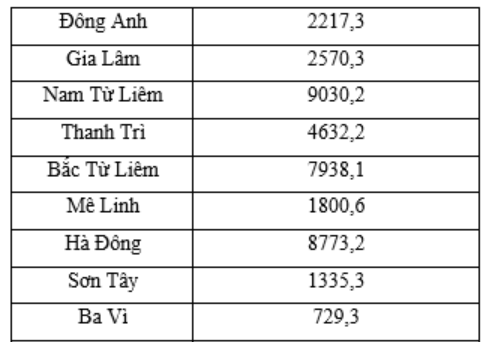 Đông Anh 2217,3
Gia Lâm 2570,3
Nam Từ Liêm 9030,2
Thanh Trì 4632,2
Bắc Từ Liêm 7938,1
Mê Linh 1800,6
Hà Đông 8773,2
Sơn Tây 1335,3
Ba Vì 729,3